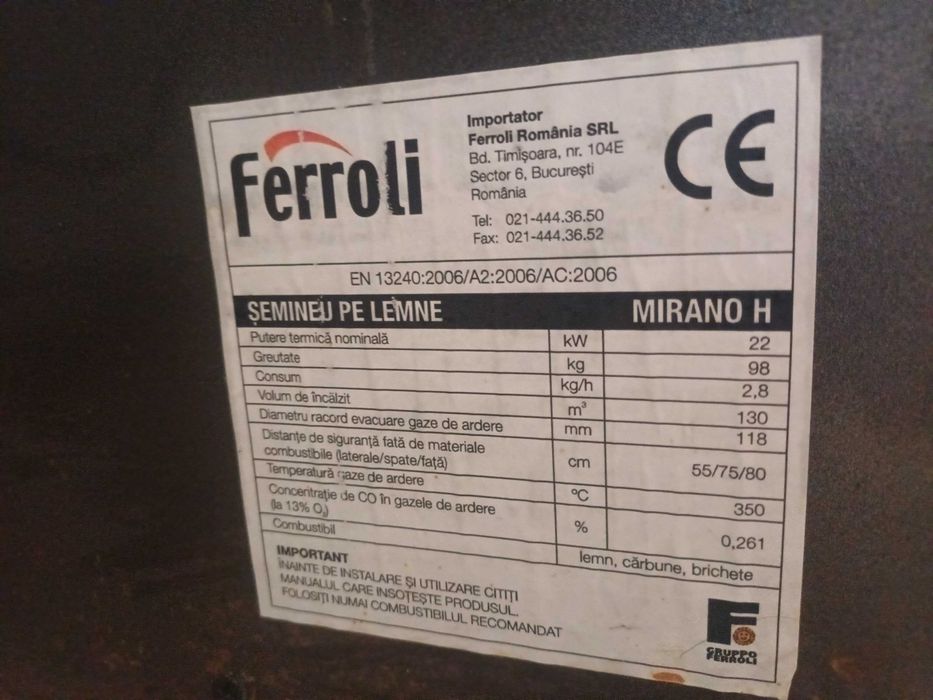 Ferroli
Importator
Ferroli România SRL
Bd. Timişoara, nr. 104E
Sector 6, Bucureşti
România
Tel: 021-444.36.50
Fax: 021-444.36.52
CE
EN 13240:2006/A2:2006/AC:2006
ŞEMINEU PE LEMNE MIRANO H
Putere termică nominală kW 22
Greutate kg 98
Consum kg/h 2,8
Volum de încălzit m³ 130
Diametru racord evacuare gaze de ardere mm 118
Distanţe de siguranţă fată de materiale
combustibile (laterale/spate/faţă) cm 55/75/80
Temperatură gaze de ardere °C 350
Concentraţie de CO în gazele de ardere
(la 13% O₂) % 0,261
Combustibil lemn, cărbune, brichete
IMPORTANT
ÎNAINTE DE INSTALARE ŞI UTILIZARE CITIŢI
MANUALUL CARE INSOŢEŞTE PRODUSUL.
FOLOSIŢI NUMAI COMBUSTIBILUL RECOMANDAT
F
GRUPPO
FERROLI